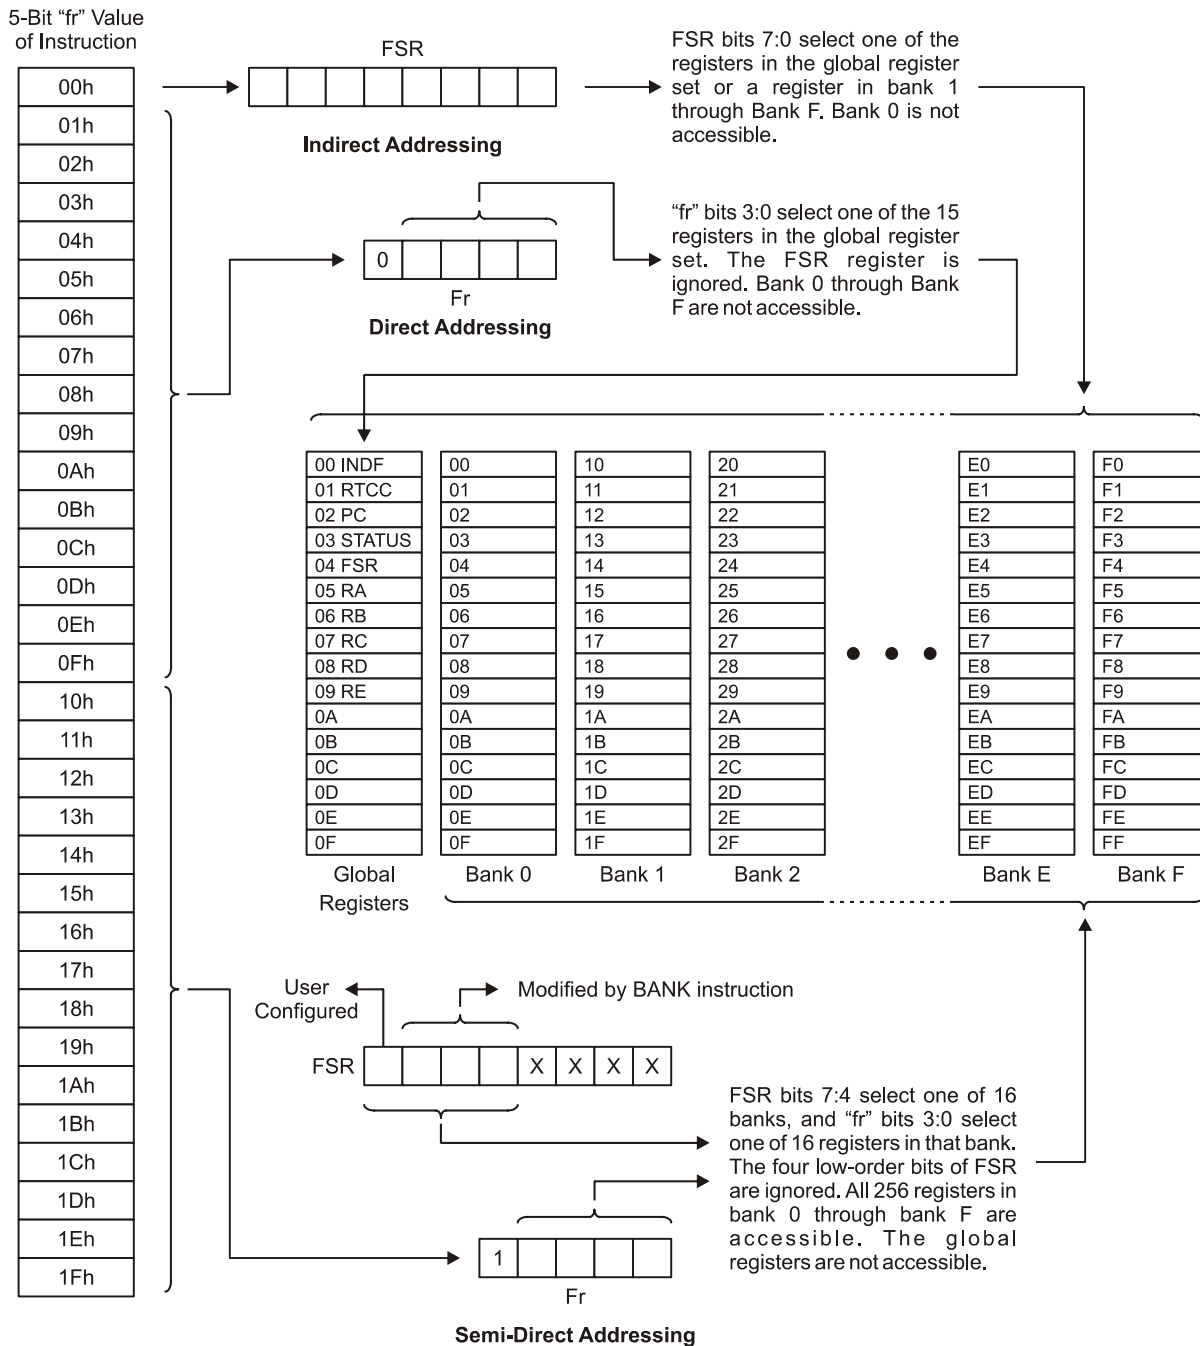 5-Bit “fr” Value
of Instruction
00h
01h
02h
03h
04h
05h
06h
07h
08h
09h
0Ah
0Bh
0Ch
0Dh
0Eh
0Fh
10h
11h
12h
13h
14h
15h
16h
17h
18h
19h
1Ah
1Bh
1Ch
1Dh
1Eh
1Fh
FSR
Indirect Addressing
FSR bits 7:0 select one of the
registers in the global register
set or a register in bank 1
through Bank F. Bank 0 is not
accessible.
0
Fr
Direct Addressing
“fr” bits 3:0 select one of the 15
registers in the global register
set. The FSR register is
ignored. Bank 0 through Bank
F are not accessible.
00 INDF
01 RTCC
02 PC
03 STATUS
04 FSR
05 RA
06 RB
07 RC
08 RD
09 RE
0A
0B
0C
0D
0E
0F
Global
Registers
00
01
02
03
04
05
06
07
08
09
0A
0B
0C
0D
0E
0F
Bank 0
10
11
12
13
14
15
16
17
18
19
1A
1B
1C
1D
1E
1F
Bank 1
20
21
22
23
24
25
26
27
28
29
2A
2B
2C
2D
2E
2F
Bank 2
E0
E1
E2
E3
E4
E5
E6
E7
E8
E9
EA
EB
EC
ED
EE
EF
Bank E
F0
F1
F2
F3
F4
F5
F6
F7
F8
F9
FA
FB
FC
FD
FE
FF
Bank F
User
Configured
Modified by BANK instruction
FSR
X X X X
FSR bits 7:4 select one of 16
banks, and “fr” bits 3:0 select
one of 16 registers in that bank.
The four low-order bits of FSR
are ignored. All 256 registers in
bank 0 through bank F are
accessible. The global
registers are not accessible.
1
Fr
Semi-Direct Addressing